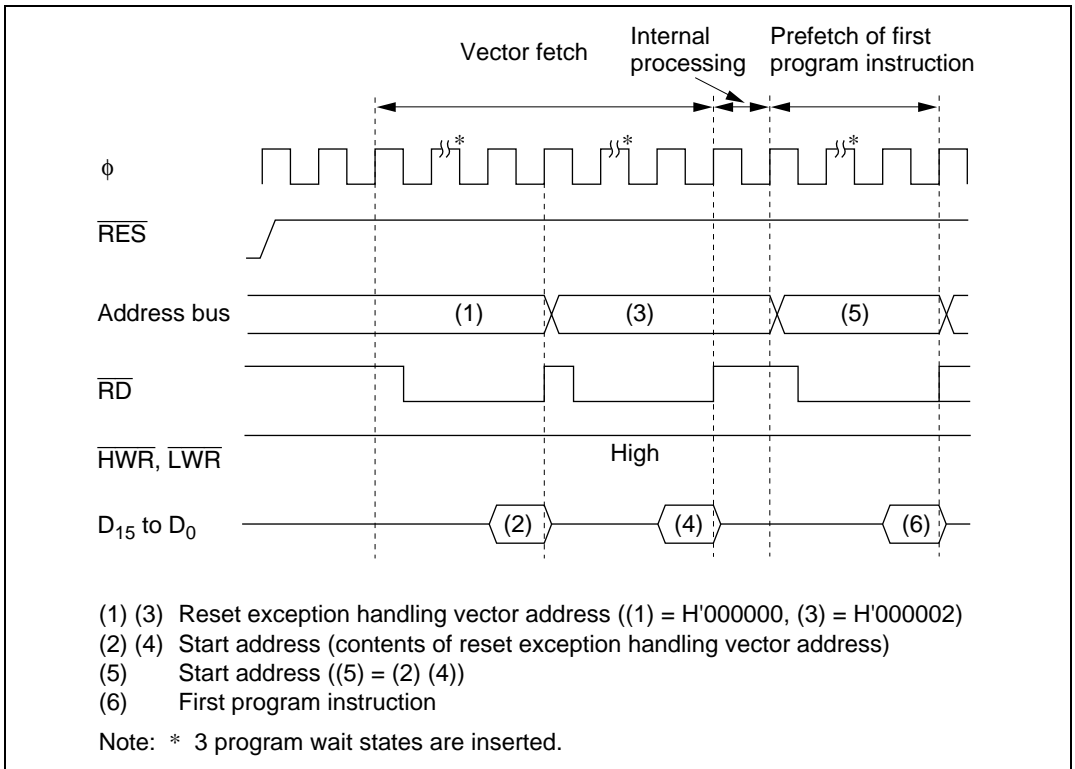 Vector fetch
Internal
processing
Prefetch of first
program instruction
ϕ
* * *
RES
Address bus (1) (3) (5)
RD
HWR, LWR
High
D15 to D0 (2) (4) (6)
(1) (3) Reset exception handling vector address ((1) = H'000000, (3) = H'000002)
(2) (4) Start address (contents of reset exception handling vector address)
(5) Start address ((5) = (2) (4))
(6) First program instruction
Note: * 3 program wait states are inserted.